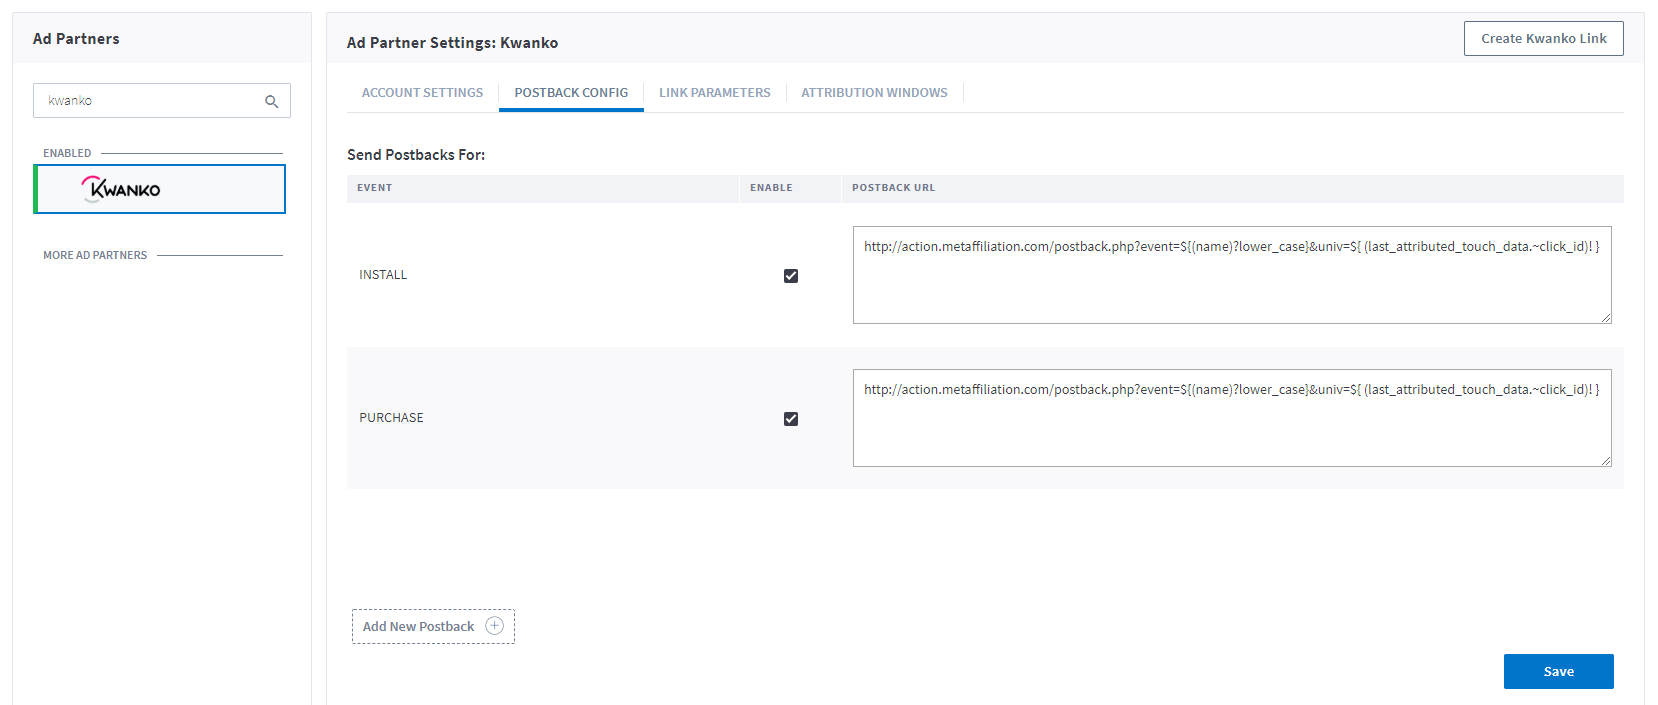 Ad Partners
kwanko
ENABLED
KWANKO
MORE AD PARTNERS
Ad Partner Settings: Kwanko
Create Kwanko Link
ACCOUNT SETTINGS
POSTBACK CONFIG
LINK PARAMETERS
ATTRIBUTION WINDOWS
Send Postbacks For:
EVENT ENABLE POSTBACK URL
INSTALL
http://action.metaffiliation.com/postback.php?event=${(name)?lower_case}&univ=${ (last_attributed_touch_data.~click_id)! }
PURCHASE
http://action.metaffiliation.com/postback.php?event=${(name)?lower_case}&univ=${ (last_attributed_touch_data.~click_id)! }
Add New Postback
Save